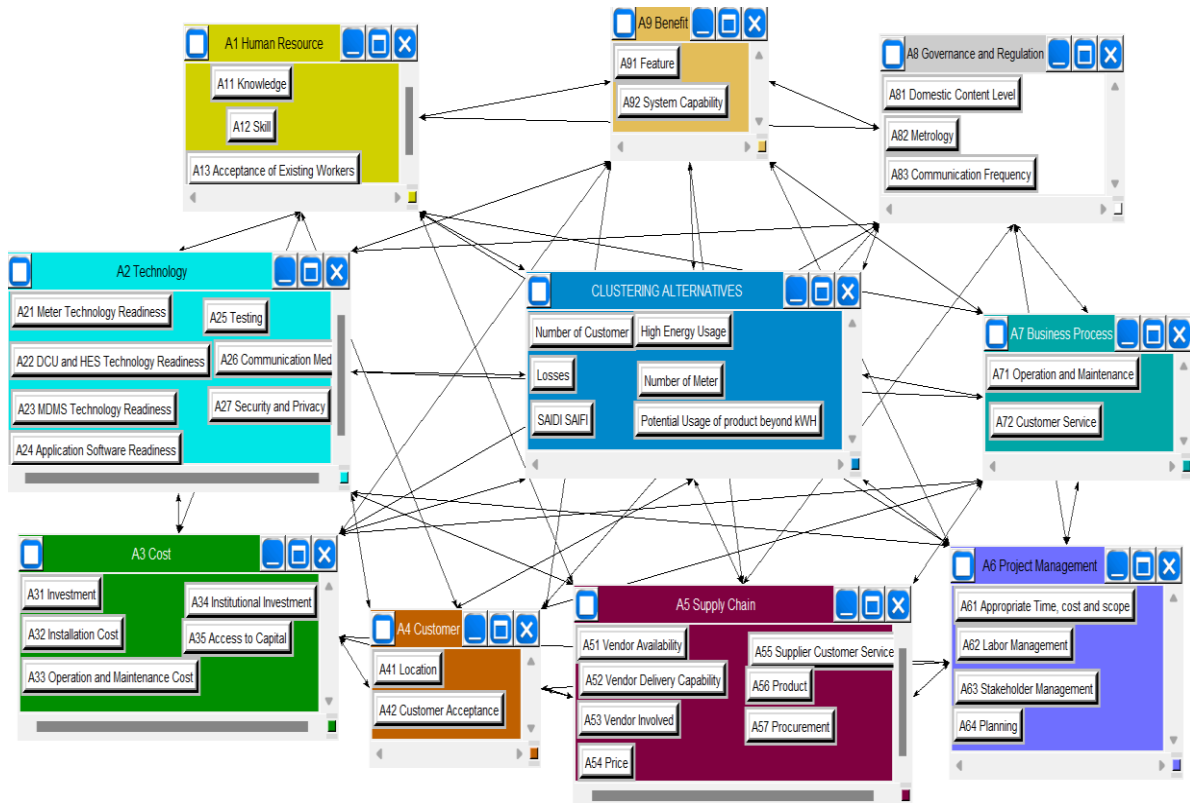 A1 Human Resource
A11 Knowledge
A12 Skill
A13 Acceptance of Existing Workers
A9 Benefit
A91 Feature
A92 System Capability
A8 Governance and Regulation
A81 Domestic Content Level
A82 Metrology
A83 Communication Frequency
A2 Technology
A21 Meter Technology Readiness
A25 Testing
A22 DCU and HES Technology Readiness
A26 Communication Med
A23 MDMS Technology Readiness
A27 Security and Privacy
A24 Application Software Readiness
CLUSTERING ALTERNATIVES
Number of Customer
High Energy Usage
Losses
Number of Meter
SAIDI SAIFI
Potential Usage of product beyond kWH
A7 Business Process
A71 Operation and Maintenance
A72 Customer Service
A3 Cost
A31 Investment
A34 Institutional Investment
A32 Installation Cost
A35 Access to Capital
A33 Operation and Maintenance Cost
A4 Customer
A41 Location
A42 Customer Acceptance
A5 Supply Chain
A51 Vendor Availability
A55 Supplier Customer Service
A52 Vendor Delivery Capability
A56 Product
A53 Vendor Involved
A57 Procurement
A54 Price
A6 Project Management
A61 Appropriate Time, cost and scope
A62 Labor Management
A63 Stakeholder Management
A64 Planning